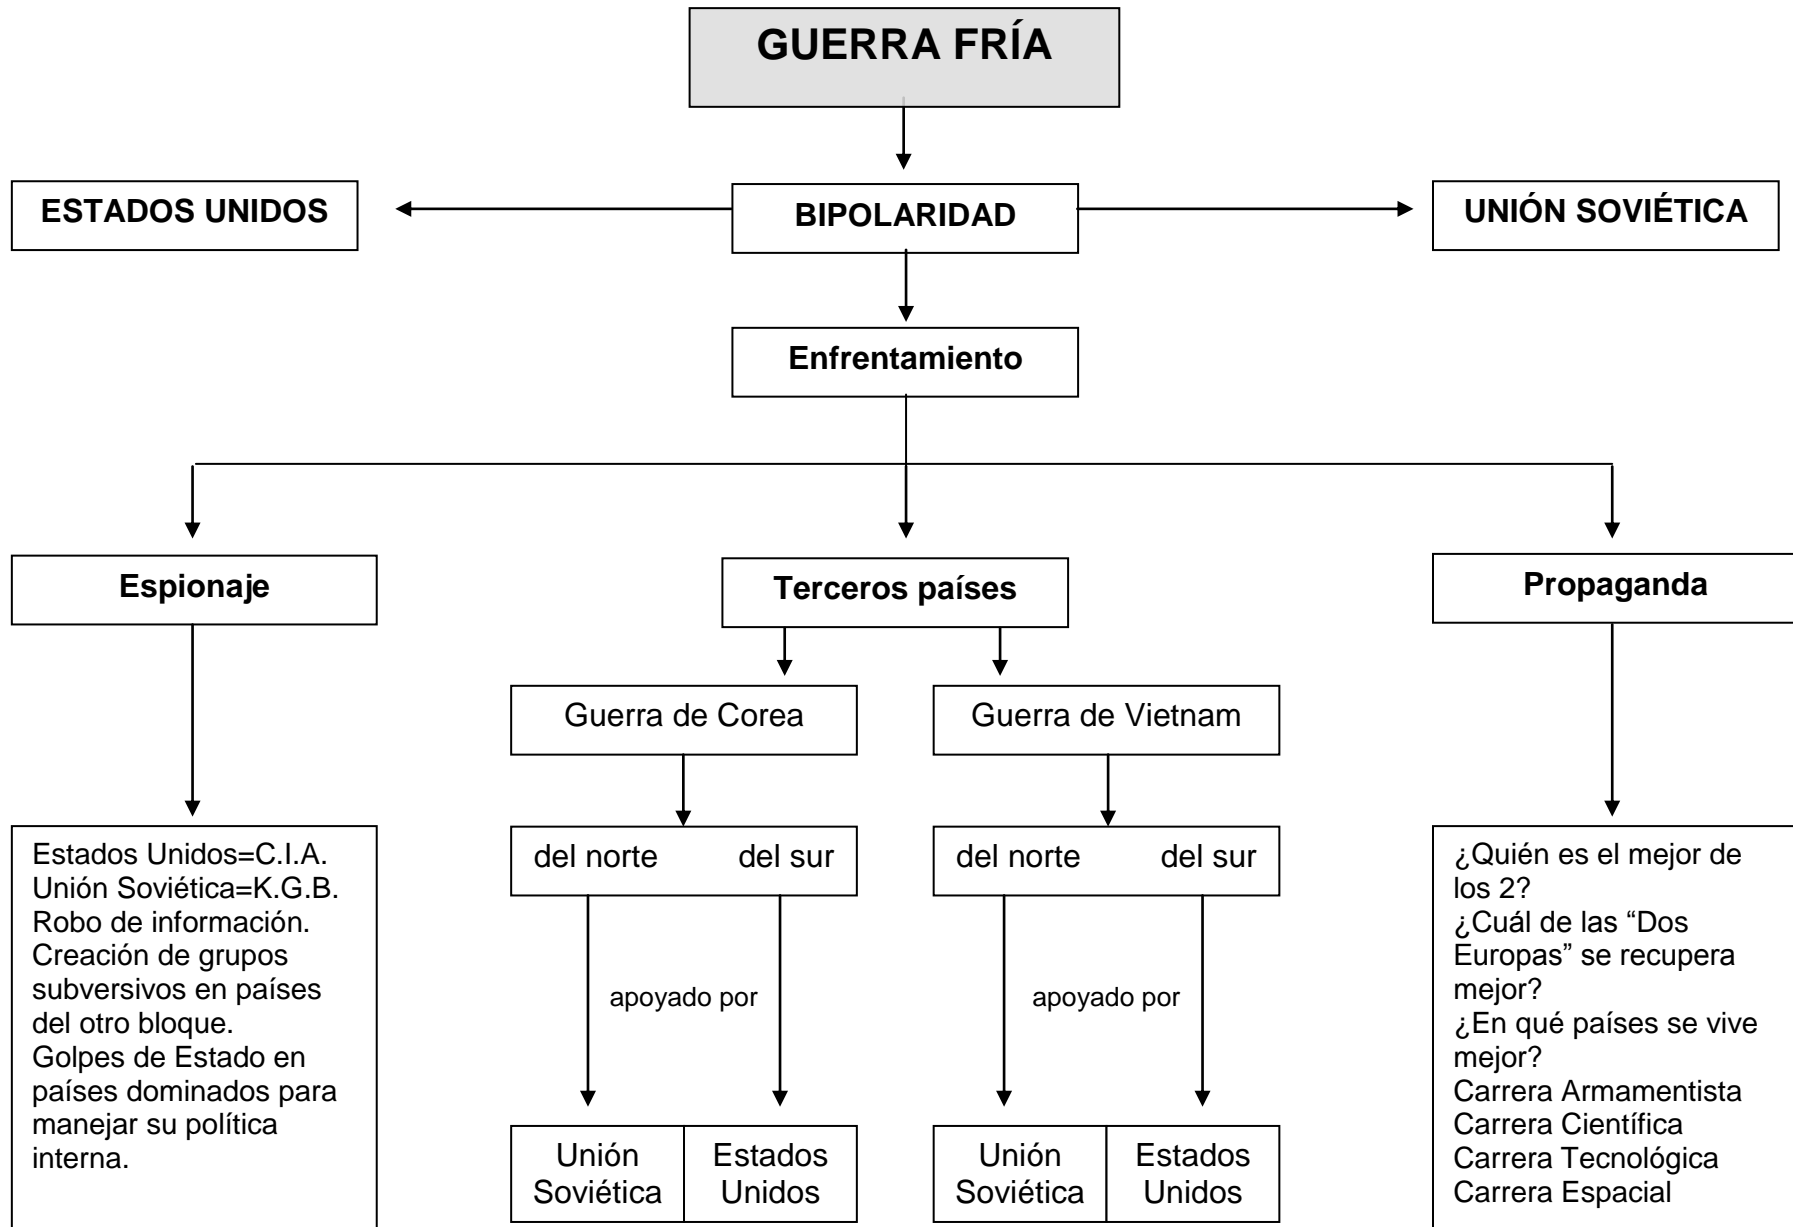 GUERRA FRÍA
ESTADOS UNIDOS
BIPOLARIDAD
UNIÓN SOVIÉTICA
Enfrentamiento
Espionaje
Terceros países
Propaganda
Guerra de Corea
Guerra de Vietnam
Estados Unidos=C.I.A.
Unión Soviética=K.G.B.
Robo de información.
Creación de grupos
subversivos en países
del otro bloque.
Golpes de Estado en
países dominados para
manejar su política
interna.
del norte del sur
apoyado por
Unión
Soviética
Estados
Unidos
del norte del sur
apoyado por
Unión
Soviética
Estados
Unidos
¿Quién es el mejor de
los 2?
¿Cuál de las “Dos
Europas” se recupera
mejor?
¿En qué países se vive
mejor?
Carrera Armamentista
Carrera Científica
Carrera Tecnológica
Carrera Espacial